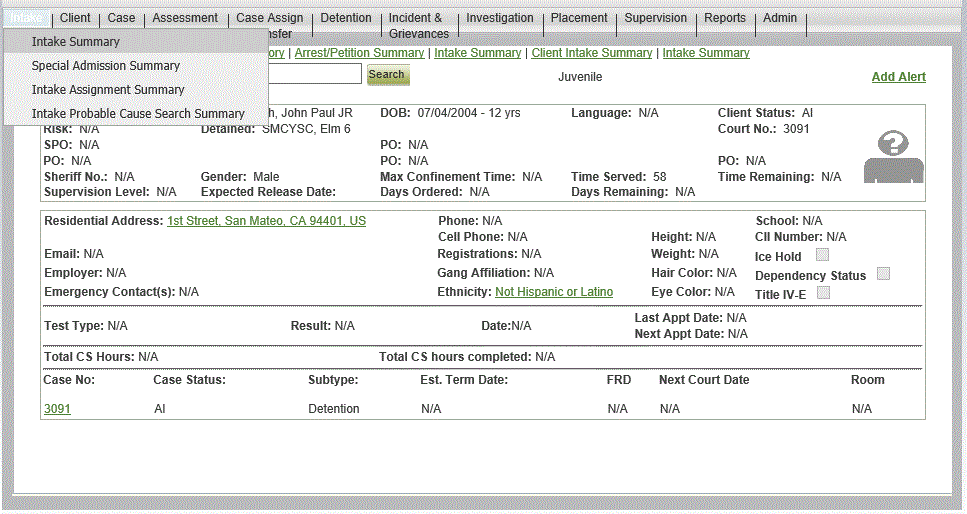 Intake | Client | Case | Assessment | Case Assign | Detention | Incident & | Investigation | Placement | Supervision | Reports | Admin
nsfer Grievances
Intake Summary
Special Admission Summary
Intake Assignment Summary
Intake Probable Cause Search Summary
ory | Arrest/Petition Summary | Intake Summary | Client Intake Summary | Intake Summary
Search Juvenile Add Alert
h, John Paul JR DOB: 07/04/2004 - 12 yrs Language: N/A Client Status: AI
Risk: N/A Detained: SMCYSC, Elm 6 Court No.: 3091
SPO: N/A PO: N/A
PO: N/A PO: N/A PO: N/A
Sheriff No.: N/A Gender: Male Max Confinement Time: N/A Time Served: 58 Time Remaining: N/A
Supervision Level: N/A Expected Release Date: Days Ordered: N/A Days Remaining: N/A
Residential Address: 1st Street, San Mateo, CA 94401, US Phone: N/A School: N/A
Cell Phone: N/A Height: N/A CII Number: N/A
Email: N/A Registrations: N/A Weight: N/A Ice Hold
Employer: N/A Gang Affiliation: N/A Hair Color: N/A Dependency Status
Emergency Contact(s): N/A Ethnicity: Not Hispanic or Latino Eye Color: N/A Title IV-E
Test Type: N/A Result: N/A Date:N/A Last Appt Date: N/A
Next Appt Date: N/A
Total CS Hours: N/A Total CS hours completed: N/A
Case No: Case Status: Subtype: Est. Term Date: FRD Next Court Date Room
3091 AI Detention N/A N/A N/A N/A